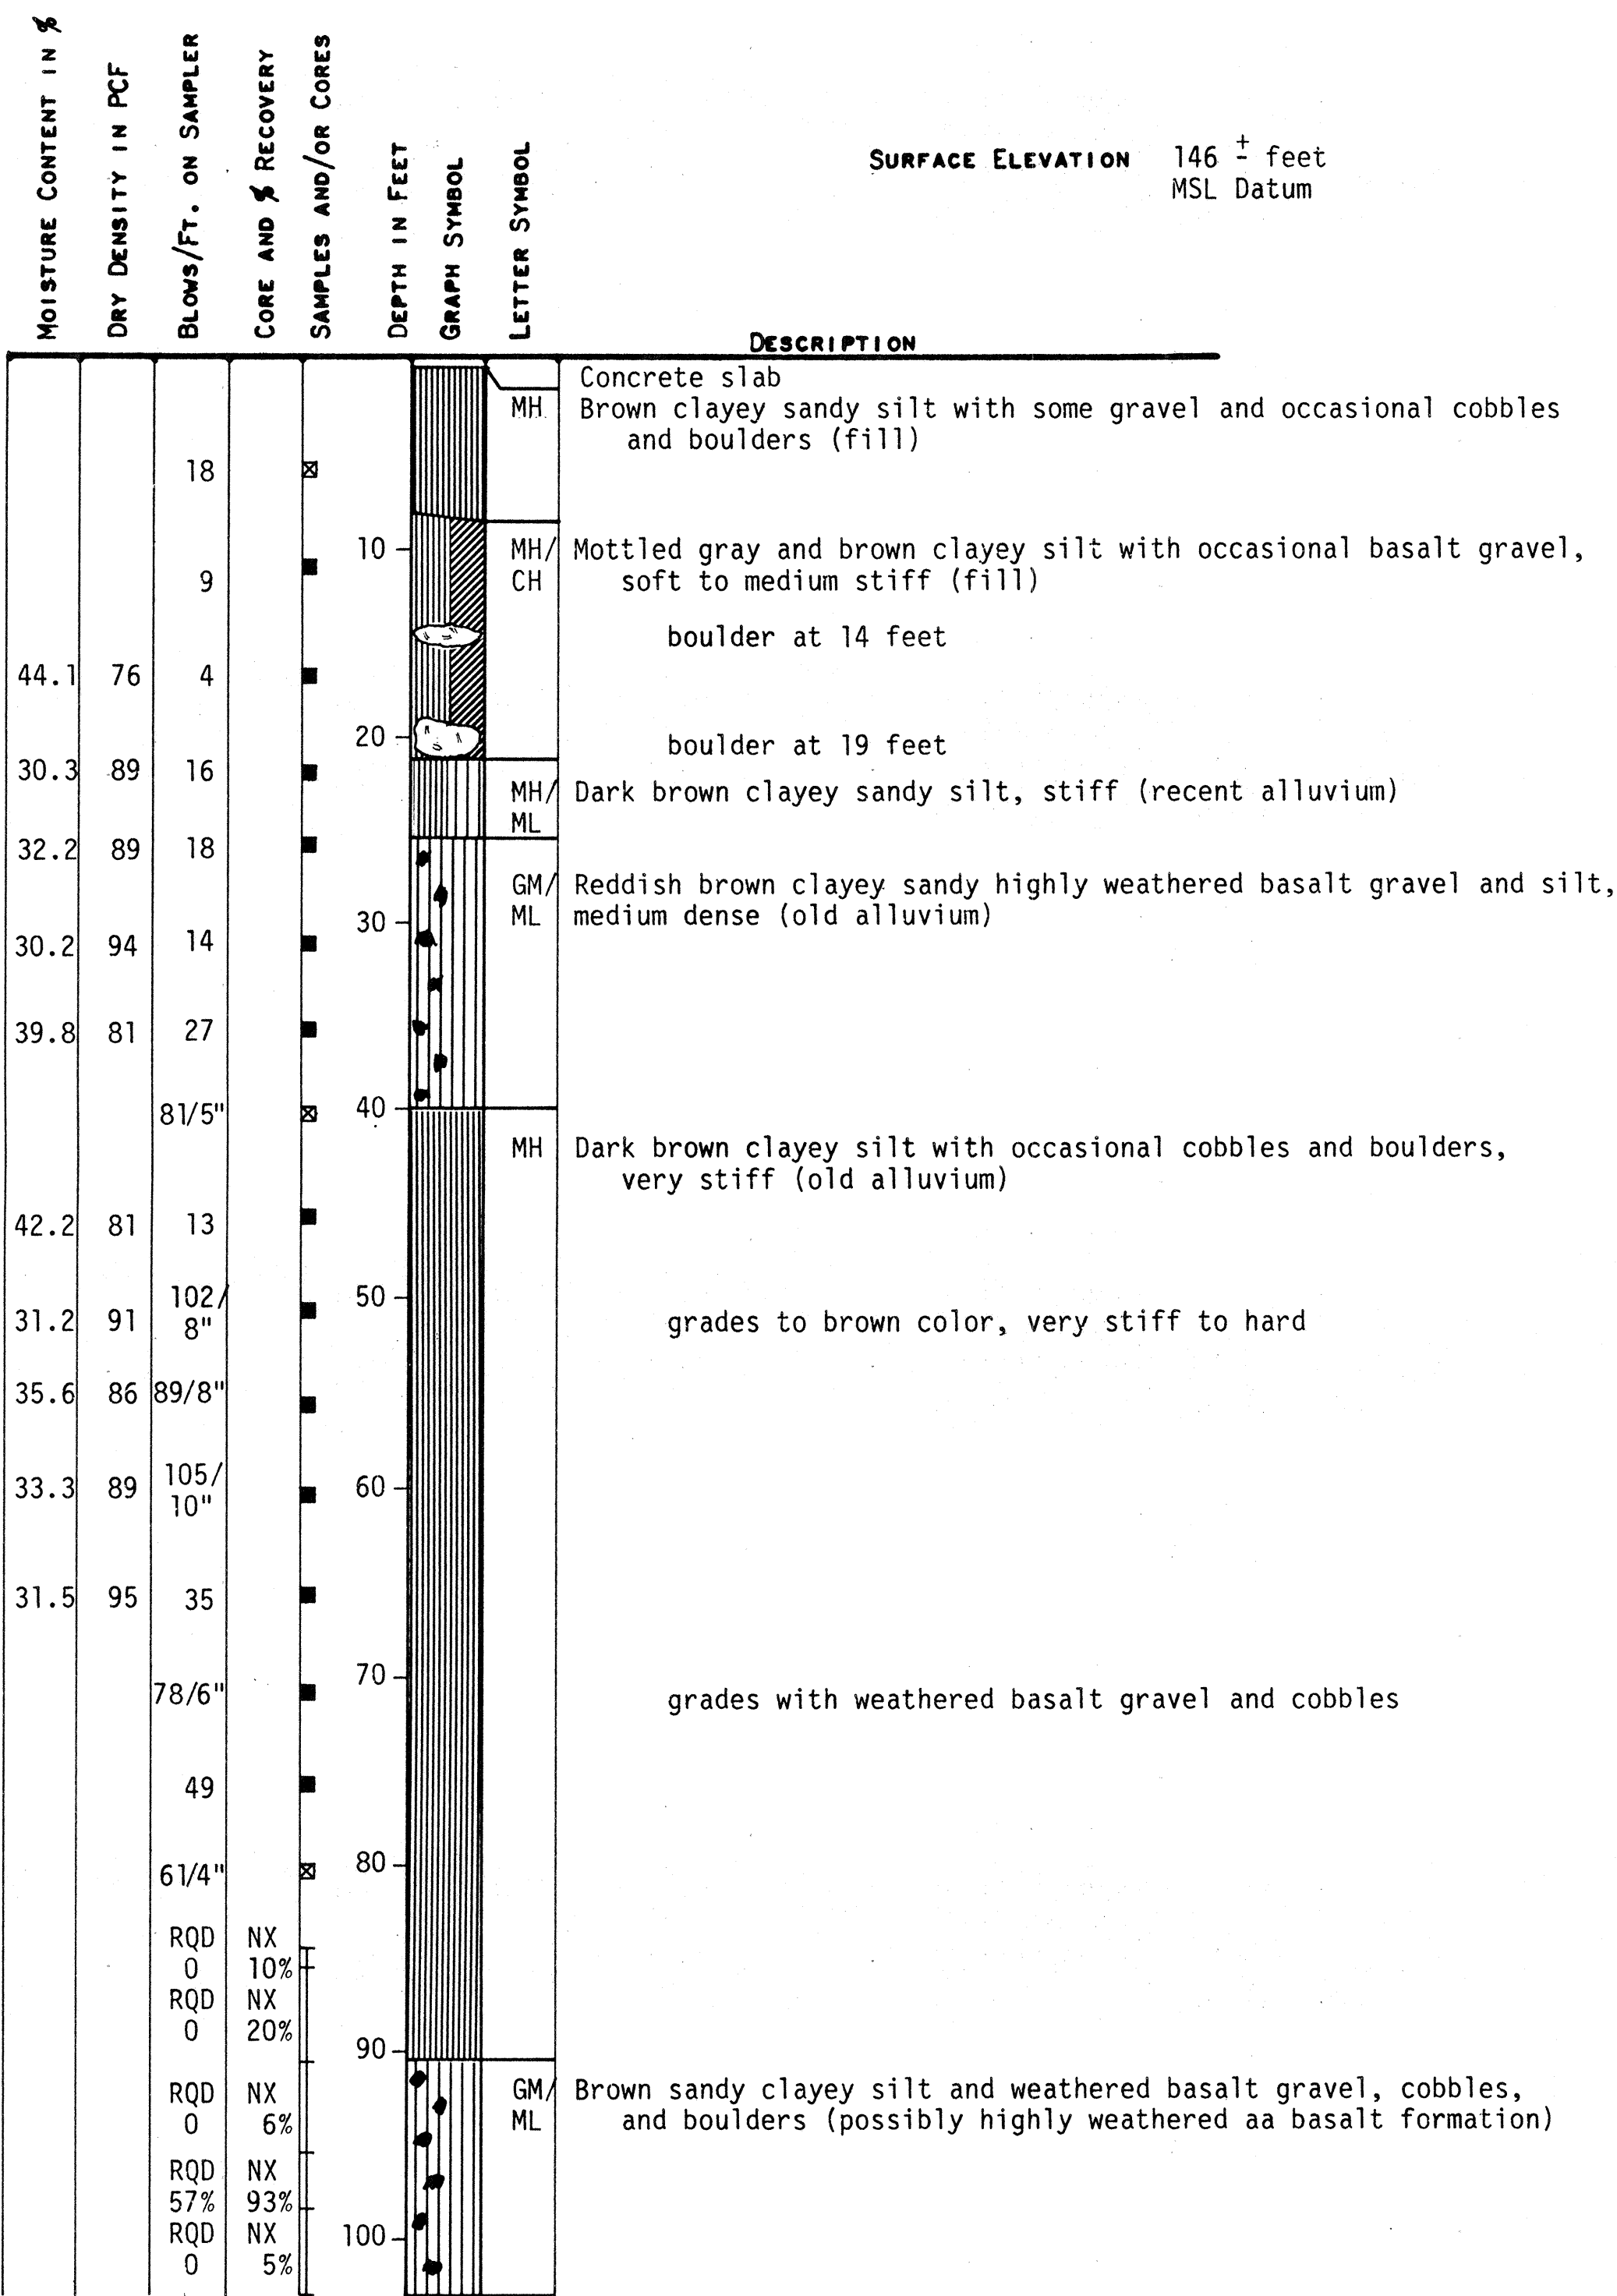 MOISTURE CONTENT IN %
DRY DENSITY IN PCF
BLOWS/FT. ON SAMPLER
CORE AND % RECOVERY
SAMPLES AND/OR CORES
DEPTH IN FEET
GRAPH SYMBOL
LETTER SYMBOL
SURFACE ELEVATION 146 ± feet
MSL Datum
DESCRIPTION
Concrete slab
MH Brown clayey sandy silt with some gravel and occasional cobbles
and boulders (fill)
18
10 MH/ Mottled gray and brown clayey silt with occasional basalt gravel,
9 CH soft to medium stiff (fill)
boulder at 14 feet
44.1 76 4
20 boulder at 19 feet
30.3 89 16
MH/ Dark brown clayey sandy silt, stiff (recent alluvium)
ML
32.2 89 18
GM/ Reddish brown clayey sandy highly weathered basalt gravel and silt,
30 ML medium dense (old alluvium)
30.2 94 14
39.8 81 27
81/5" 40
MH Dark brown clayey silt with occasional cobbles and boulders,
very stiff (old alluvium)
42.2 81 13
102/ 50
31.2 91 8" grades to brown color, very stiff to hard
35.6 86 89/8"
105/
33.3 89 10" 60
31.5 95 35
70
78/6" grades with weathered basalt gravel and cobbles
49
61/4" 80
RQD NX
0 10%
RQD NX
0 20%
90
RQD NX GM/ Brown sandy clayey silt and weathered basalt gravel, cobbles,
0 6% ML and boulders (possibly highly weathered aa basalt formation)
RQD NX
57% 93%
RQD NX 100
0 5%